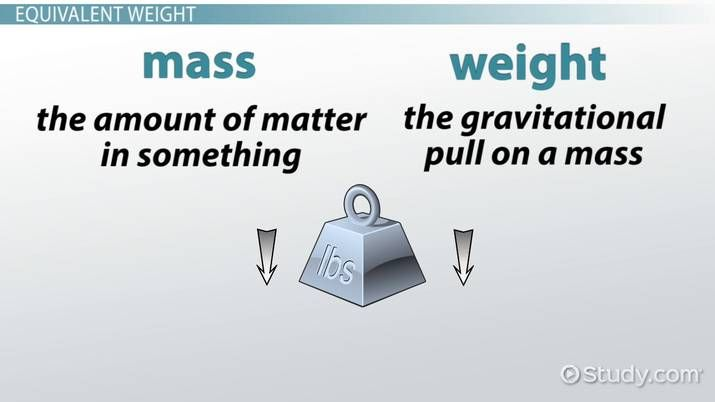 EQUIVALENT WEIGHT
mass
the amount of matter
in something
weight
the gravitational
pull on a mass
lbs
Study.com